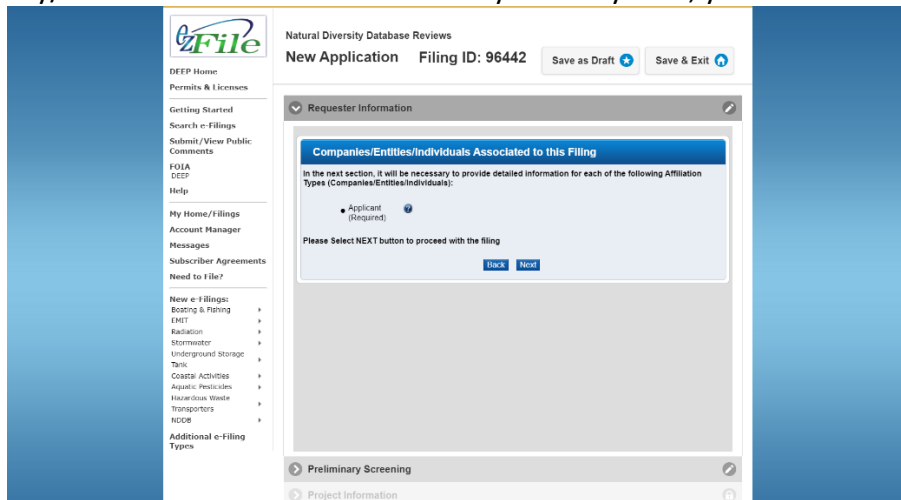 ezFile
DEEP Home
Permits & Licenses
Getting Started
Search e-Filings
Submit/View Public
Comments
FOIA
DEEP
Help
My Home/Filings
Account Manager
Messages
Subscriber Agreements
Need to File?
New e-Filings:
Boating & Fishing
EMIT
Radiation
Stormwater
Underground Storage
Tank
Coastal Activities
Aquatic Pesticides
Hazardous Waste
Transporters
NDDB
Additional e-Filing
Types
Natural Diversity Database Reviews
New Application Filing ID: 96442
Save as Draft Save & Exit
Requester Information
Companies/Entities/Individuals Associated to this Filing
In the next section, it will be necessary to provide detailed information for each of the following Affiliation
Types (Companies/Entities/Individuals):
Applicant
(Required)
Please Select NEXT button to proceed with the filing
Back Next
Preliminary Screening
Project Information